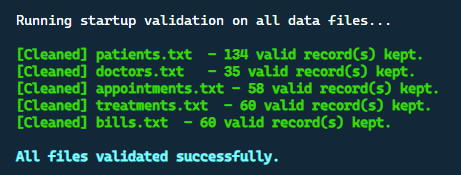 Running startup validation on all data files...
[Cleaned] patients.txt  - 134 valid record(s) kept.
[Cleaned] doctors.txt   - 35 valid record(s) kept.
[Cleaned] appointments.txt - 58 valid record(s) kept.
[Cleaned] treatments.txt  - 60 valid record(s) kept.
[Cleaned] bills.txt  - 60 valid record(s) kept.
All files validated successfully.